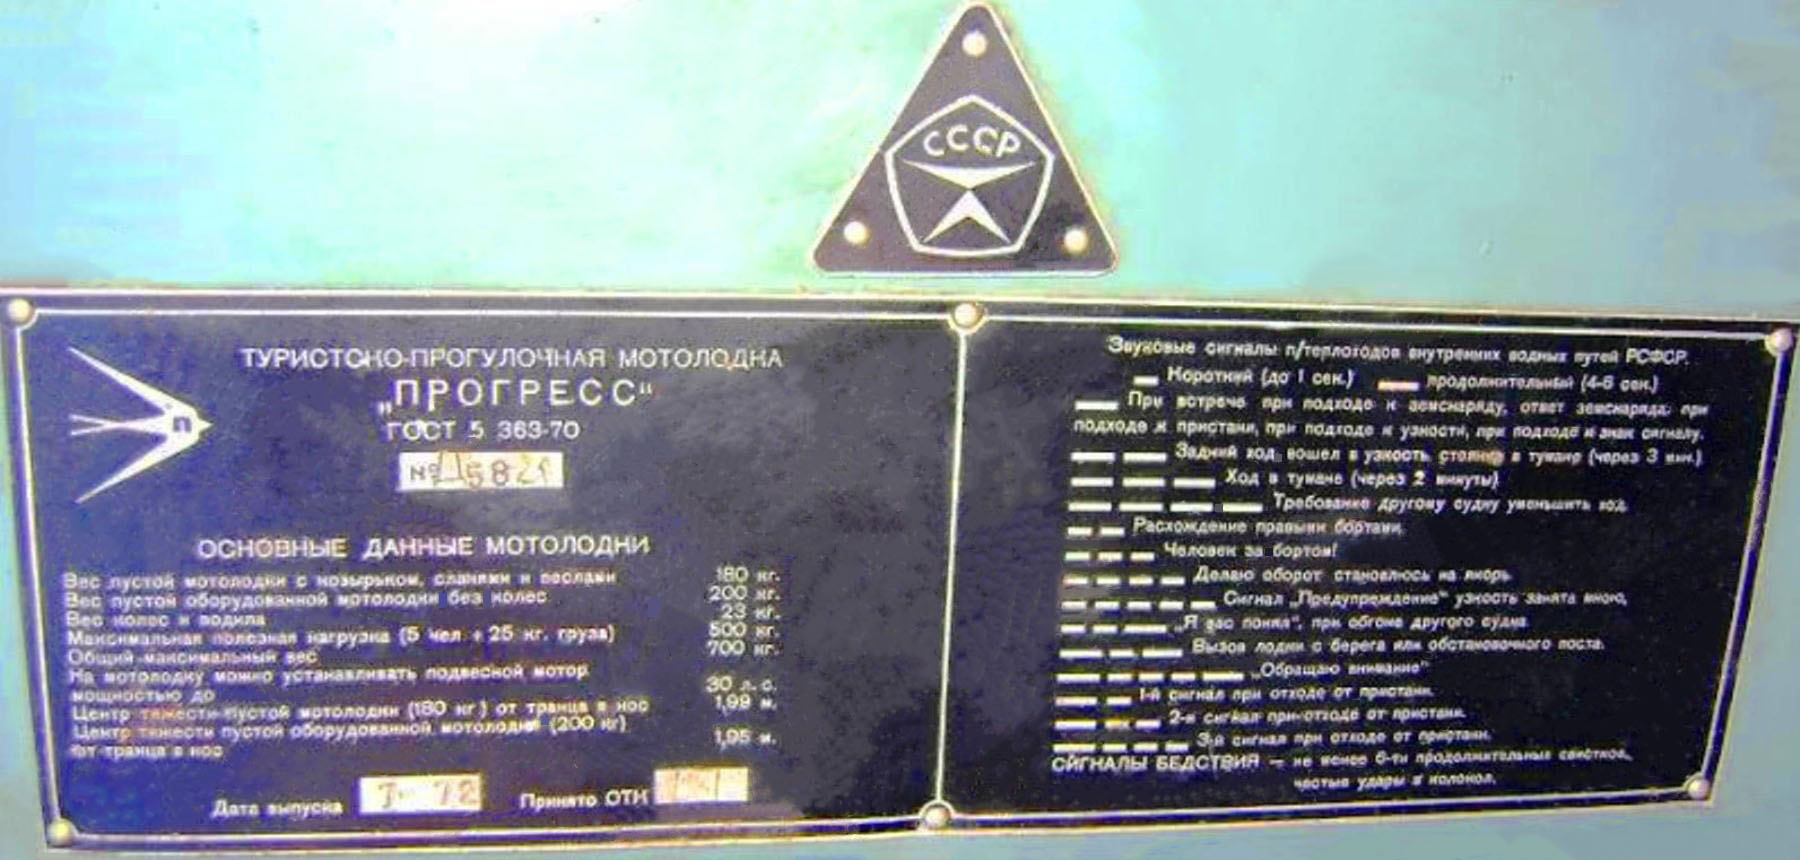 СССР
ТУРИСТСКО-ПРОГУЛОЧНАЯ МОТОЛОДКА
„ПРОГРЕСС“
ГОСТ 5 363-70
№ 582
ОСНОВНЫЕ ДАННЫЕ МОТОЛОДКИ
Вес пустой мотолодки с козырьком, сланями и веслами 180 кг.
Вес пустой оборудованной мотолодки без колес 200 кг.
Вес колес и водила 23 кг.
Максимальная полезная нагрузка (5 чел + 25 кг. груза) 500 кг.
Общий максимальный вес 700 кг.
На мотолодку можно устанавливать подвесной мотор
мощностью до 30 л.с.
Центр тяжести пустой мотолодки (180 кг) от транца в нос 1,99 м.
Центр тяжести пустой оборудованной мотолодки (200 кг)
от транца в нос 1,95 м.
Дата выпуска 72 Принято ОТК
Звуковые сигналы п/теплоходов внутренних водных путей РСФСР.
Короткий (до 1 сек.) продолжительный (4-6 сек.)
При встрече при подходе к земснаряду, ответ земснаряда: при
подходе к пристани, при подходе к узкости, при подходе и знак сигналу.
Задний ход вошел в узкость, стоянка в тумане (через 3 мин.)
Ход в тумане (через 2 минуты)
Требование другому судну уменьшить ход.
Расхождение правыми бортами.
Человек за бортом!
Делаю оборот становлюсь на якорь
Сигнал „Предупреждение“ узкость занята мною,
„Я вас понял“, при обгоне другого судна
Вызов лодки с берега или обстановочного поста.
„Обращаю внимание“
1-й сигнал при отходе от пристани.
2-й сигнал при отходе от пристани.
3-й сигнал при отходе от пристани.
СИГНАЛЫ БЕДСТВИЯ — не менее 6-ти продолжительных свистков,
частые удары в колокол.